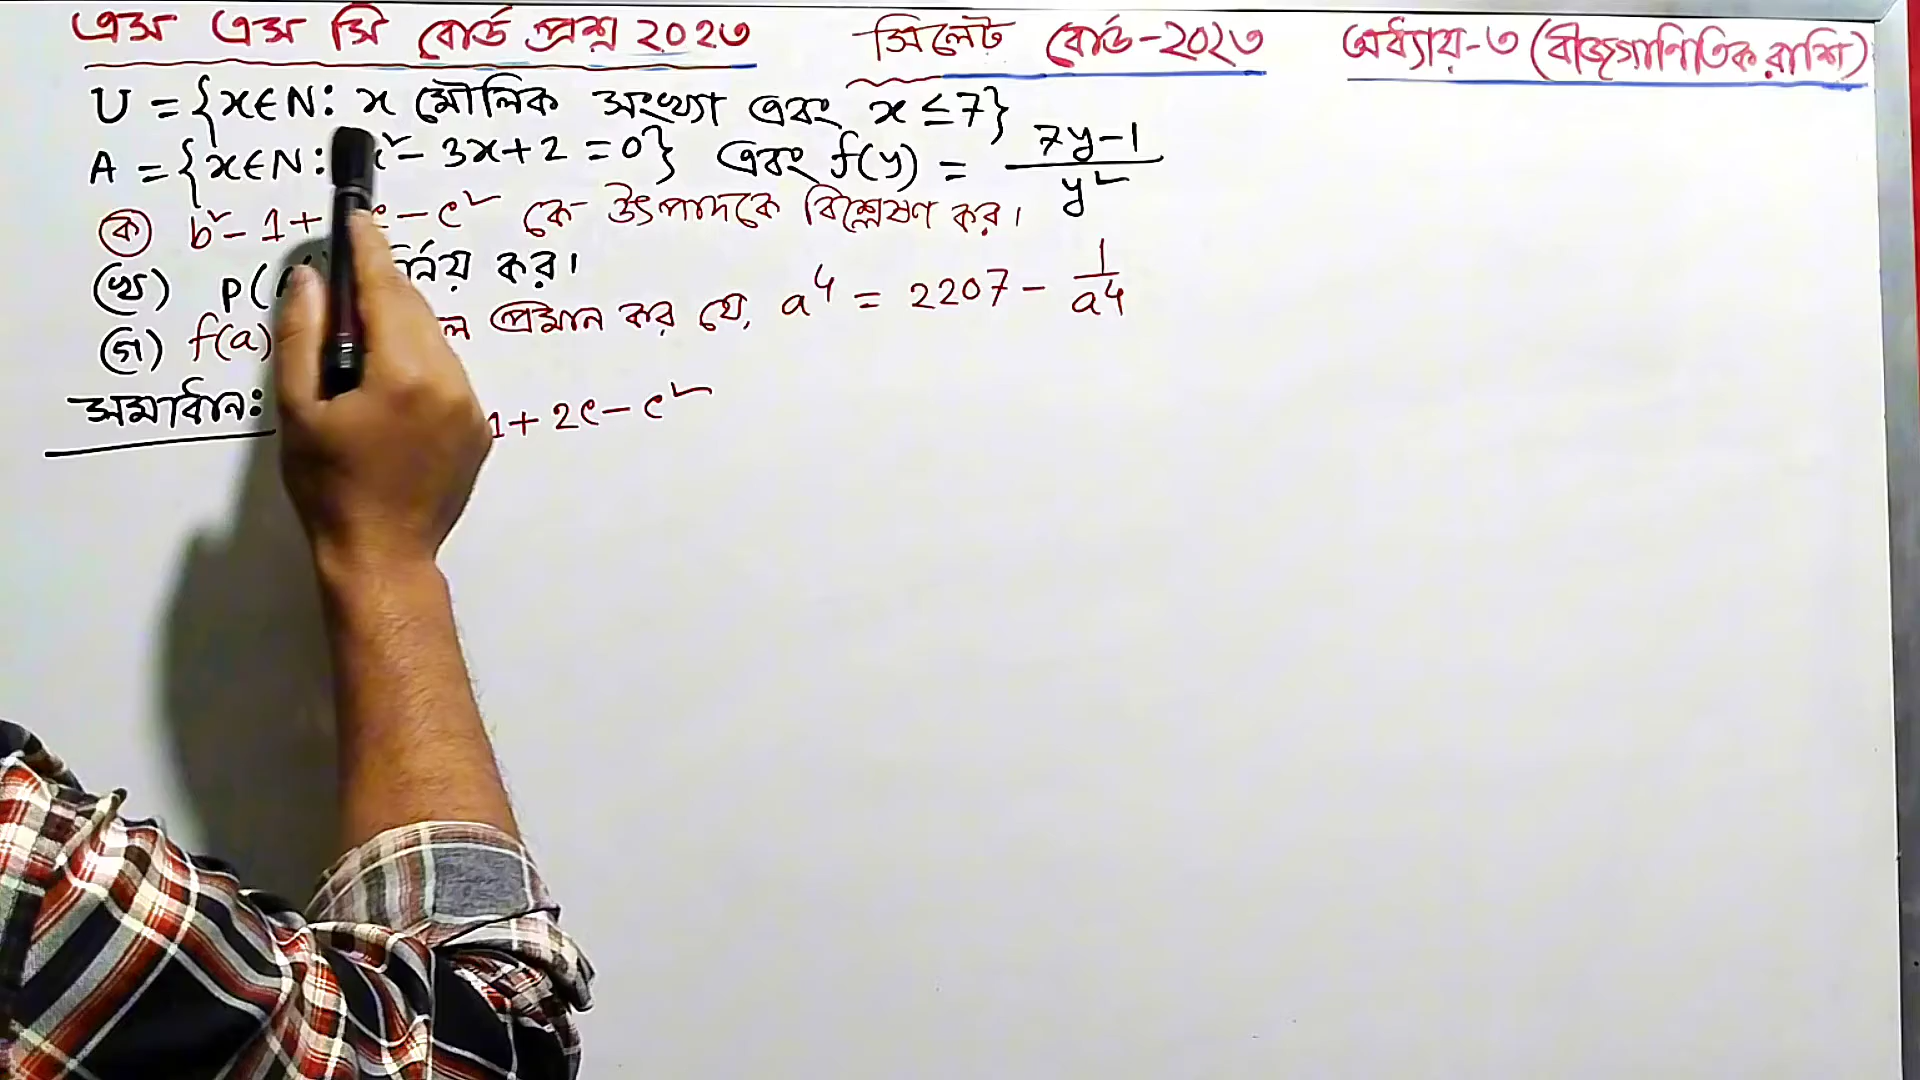 এস এস সি বোর্ড প্রশ্ন ২০২৩ সিলেট বোর্ড-২০২৩ অধ্যায়-৩ (বীজগাণিতিক রাশি)
U = {x∈N: x মৌলিক সংখ্যা এবং x ≤ 7}
A = {x∈N: x² - 3x+2 = 0} এবং f(y) = (7y-1)/y²
(ক) b² - 1+ - c² কে উৎপাদকে বিশ্লেষণ কর।
(খ) P( কর।
(গ) f(a) প্রমান কর যে, a⁴ = 2207 - 1/a⁴
সমাধান: 1 + 2c - c²